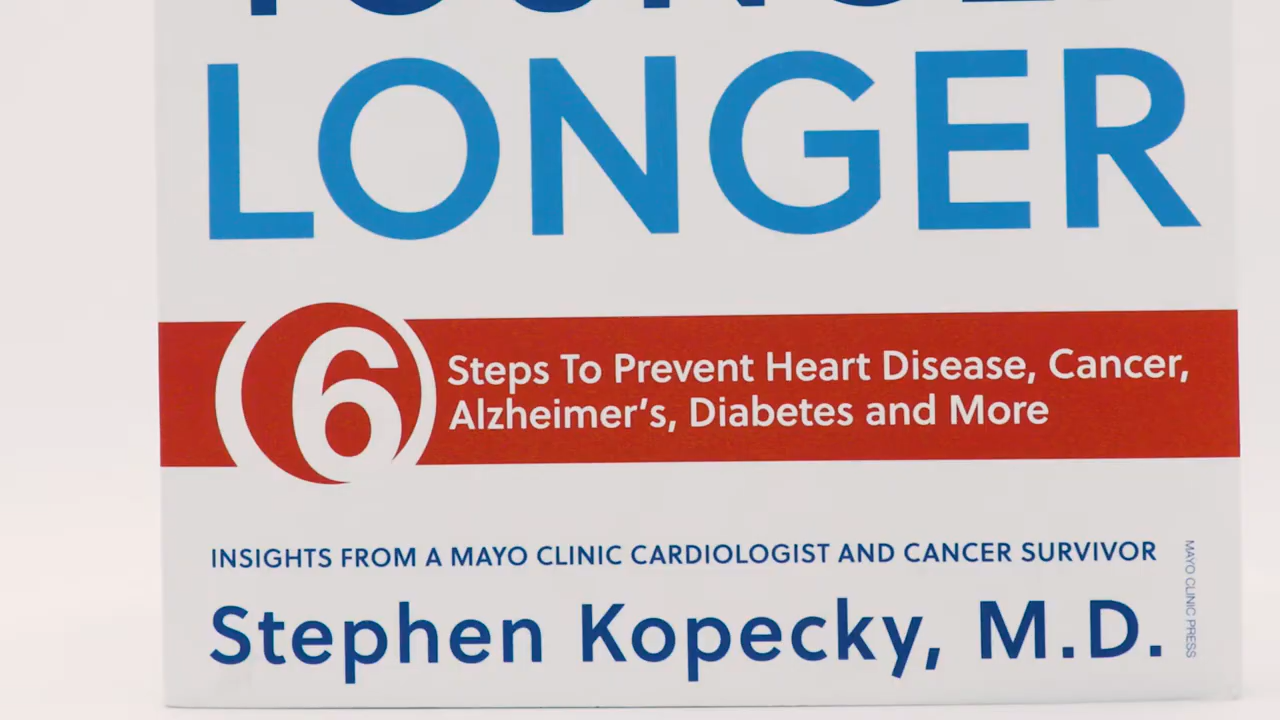 YOUNGER
LONGER
6
Steps To Prevent Heart Disease, Cancer,
Alzheimer's, Diabetes and More
INSIGHTS FROM A MAYO CLINIC CARDIOLOGIST AND CANCER SURVIVOR
Stephen Kopecky, M.D.
MAYO CLINIC PRESS